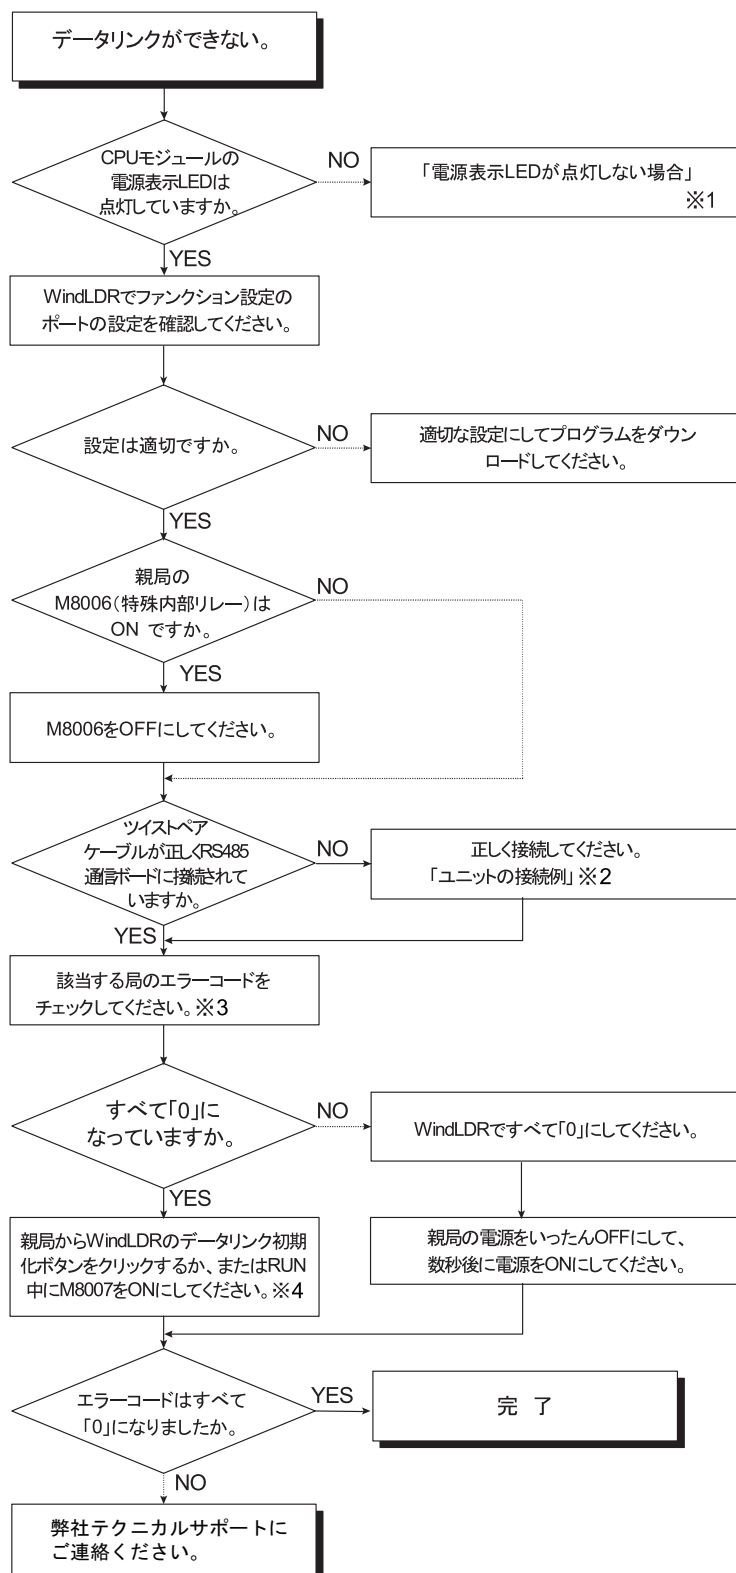 データリンクができない。
CPUモジュールの
電源表示LEDは
点灯していますか。
NO
「電源表示LEDが点灯しない場合」
※1
YES
WindLDRでファンクション設定の
ポートの設定を確認してください。
設定は適切ですか。
NO
適切な設定にしてプログラムをダウン
ロードしてください。
YES
親局の
M8006(特殊内部リレー)は
ON ですか。
NO
YES
M8006をOFFにしてください。
ツイストペア
ケーブルが正しくRS485
通信ボードに接続されて
いますか。
NO
正しく接続してください。
「ユニットの接続例」※2
YES
該当する局のエラーコードを
チェックしてください。※3
すべて「0」に
なっていますか。
NO
WindLDRですべて「0」にしてください。
YES
親局からWindLDRのデータリンク初期
化ボタンをクリックするか、またはRUN
中にM8007をONにしてください。※4
親局の電源をいったんOFFにして、
数秒後に電源をONにしてください。
エラーコードはすべて
「0」になりましたか。
YES
完 了
NO
弊社テクニカルサポートに
ご連絡ください。